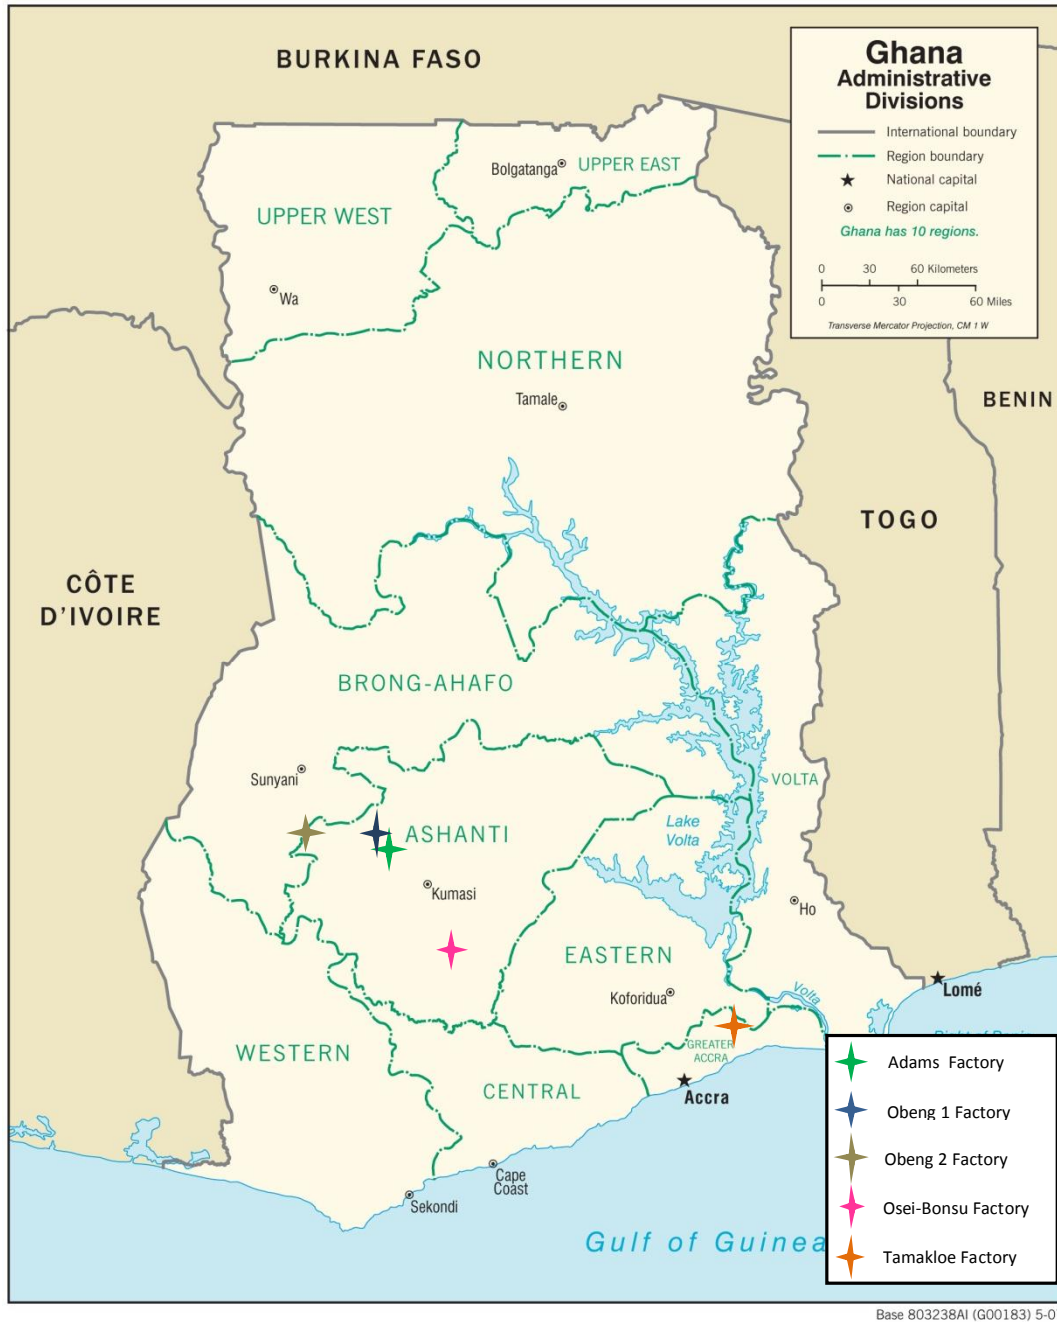 BURKINA FASO
Ghana
Administrative
Divisions
International boundary
Region boundary
National capital
Region capital
Ghana has 10 regions.
0 30 60 Kilometers
0 30 60 Miles
Transverse Mercator Projection, CM 1 W
Bolgatanga
UPPER EAST
UPPER WEST
Wa
NORTHERN
Tamale
BENIN
TOGO
CÔTE
D'IVOIRE
BRONG-AHAFO
Sunyani
VOLTA
ASHANTI
Lake
Volta
Kumasi
Ho
EASTERN
Koforidua
Volta
Lomé
WESTERN
GREATER
ACCRA
CENTRAL
Accra
Cape
Coast
Sekondi
Gulf of Guinea
Adams Factory
Obeng 1 Factory
Obeng 2 Factory
Osei-Bonsu Factory
Tamakloe Factory
Base 803238AI (G00183) 5-0